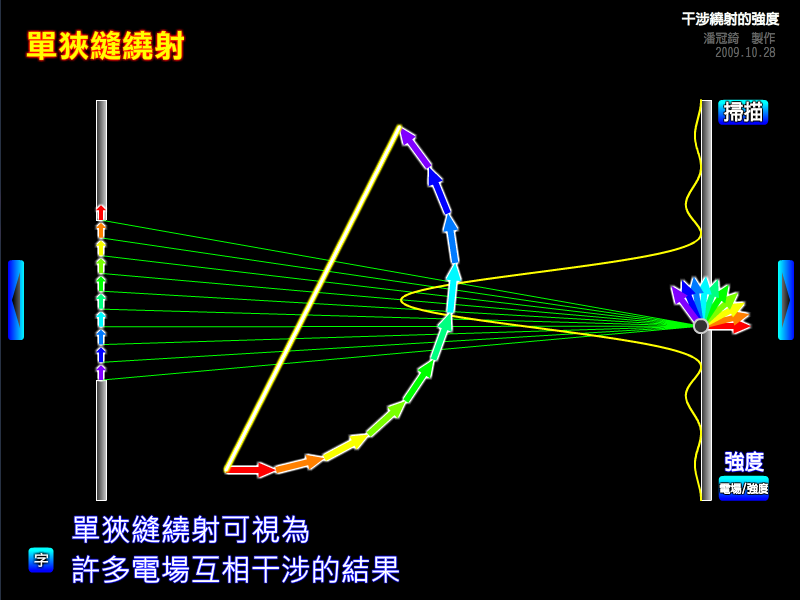 干涉繞射的強度
單狹縫繞射
潘冠錡 製作
2009.10.28
掃描
強度
電場/強度
單狹縫繞射可視為
字
許多電場互相干涉的結果